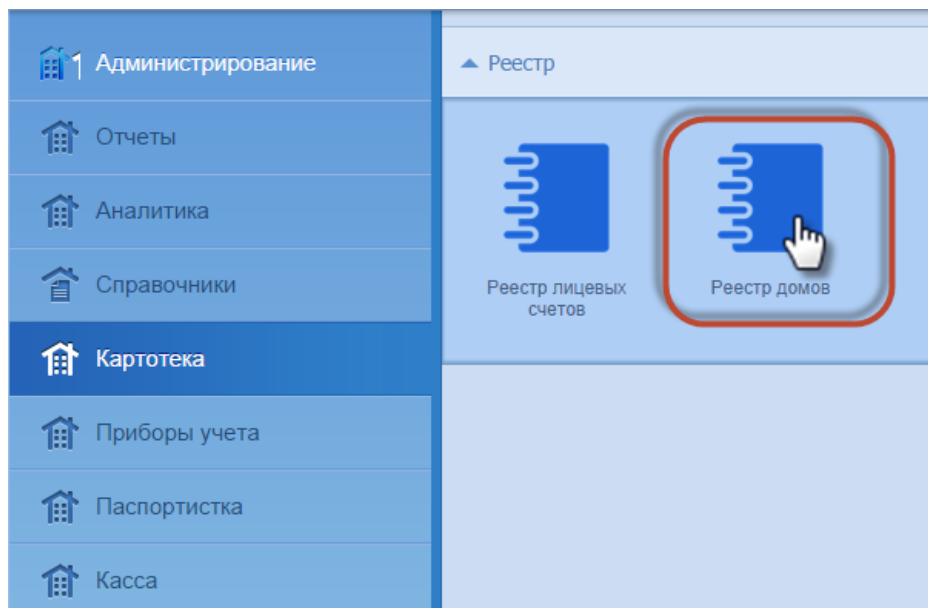 Администрирование
Отчеты
Аналитика
Справочники
Картотека
Приборы учета
Паспортистка
Касса
Реестр
Реестр лицевых
счетов
Реестр домов